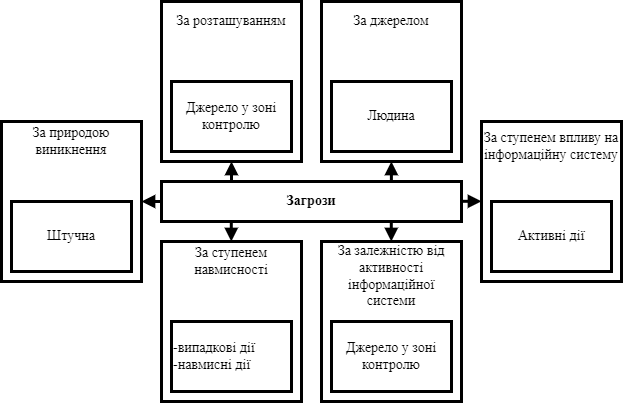 За розташуванням
Джерело у зоні
контролю
За джерелом
Людина
За природою
виникнення
Штучна
За ступенем впливу на
інформаційну систему
Активні дії
Загрози
За ступенем
навмисності
-випадкові дії
-навмисні дії
За залежністю від
активності
інформаційної
системи
Джерело у зоні
контролю